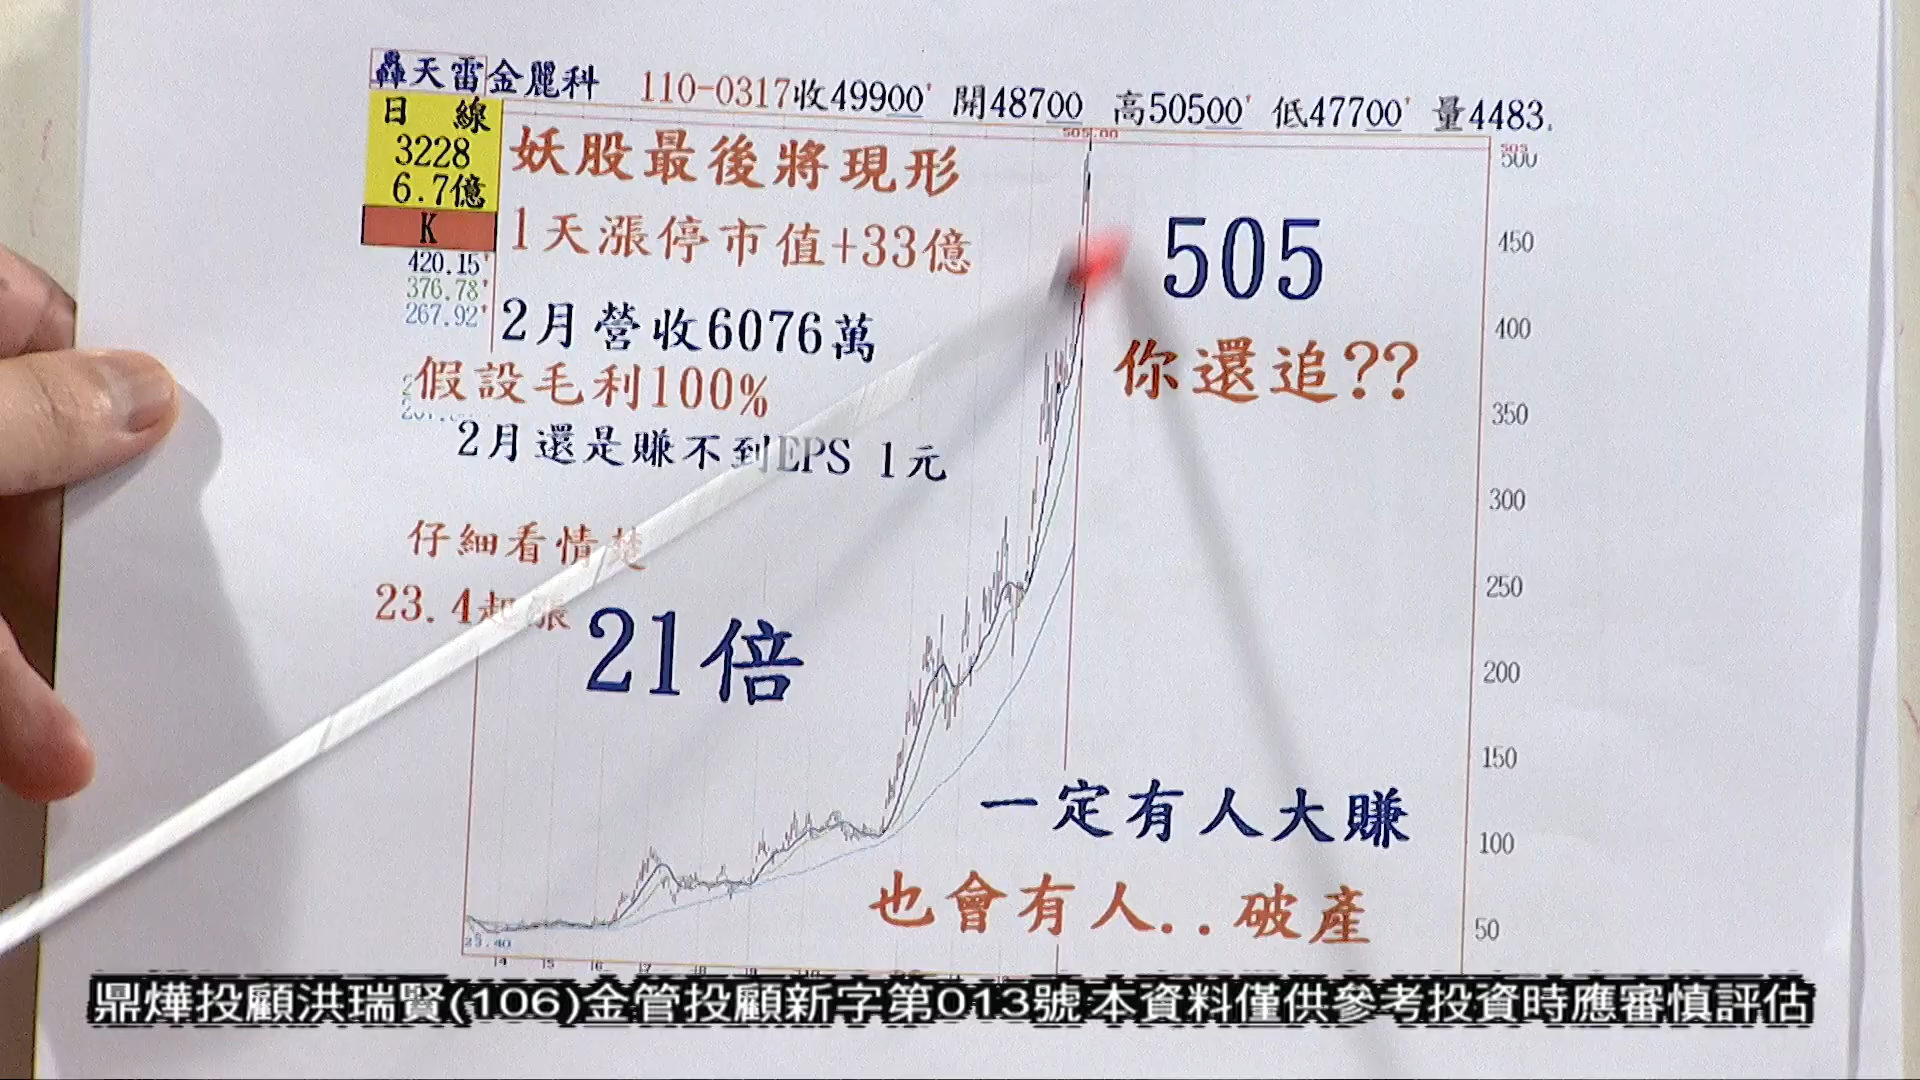 轟天雷金麗科 110-0317收49900' 開48700 高50500' 低47700' 量4483.
日 線
3228
6.7億
K
420.15'
376.78'
267.92'
妖股最後將現形
1天漲停市值+33億
2月營收6076萬
假設毛利100%
2月還是賺不到EPS 1元
仔細看情楚
23.4起漲
21倍
505.00
505
你還追??
一定有人大賺
也會有人..破產
500
450
400
350
300
250
200
150
100
50
23.40
鼎燁投顧洪瑞賢(106)金管投顧新字第013號本資料僅供參考投資時應審慎評估